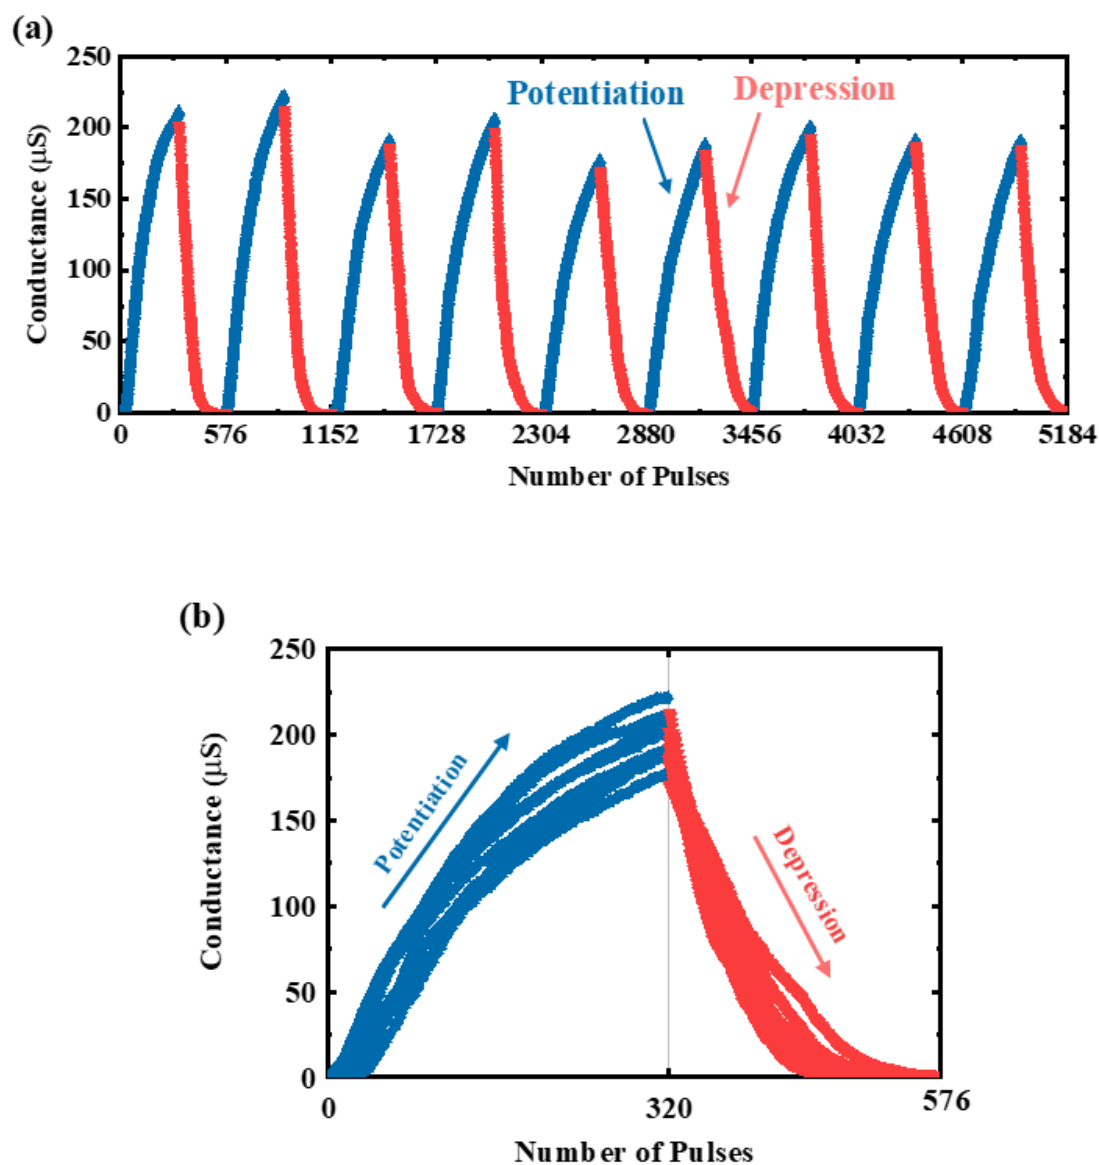 (a)
250
200
150
100
50
0
Conductance (μS)
Potentiation
Depression
0 576 1152 1728 2304 2880 3456 4032 4608 5184
Number of Pulses
(b)
250
200
150
100
50
0
Conductance (μS)
Potentiation
Depression
0 320 576
Number of Pulses